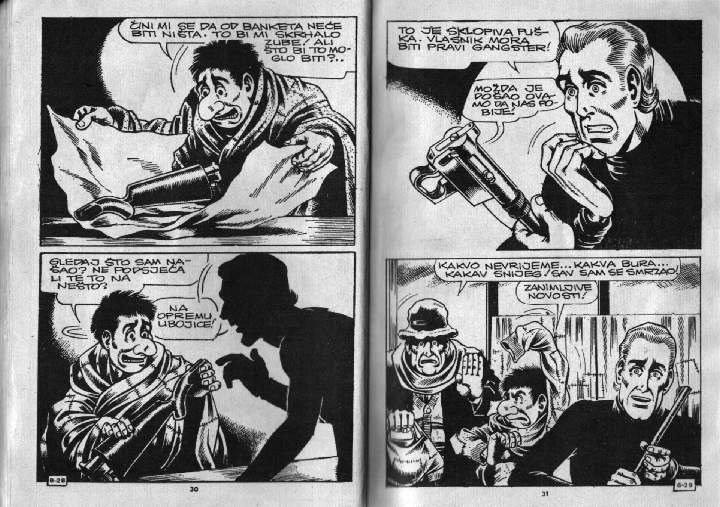 ČINI MI SE DA OD BANKETA NEĆE
BITI NIŠTA. TO BI MI SKRHALO
ZUBE! ALI
ŠTO BI TO MO-
GLO BITI?..
GLEDAJ ŠTO SAM NA-
ŠAO? NE PODSJEĆA
LI TE TO NA
NEŠTO?
NA
OPREMU
UBOJICE!
B-28
30
TO JE SKLOPIVA PUŠ-
KA. VLASNIK MORA
BITI PRAVI GANGSTER!
MOŽDA JE
DOŠAO OVA-
MO DA NAS PO-
BIJE!
KAKVO NEVRIJEME... KAKVA BURA...
KAKAV SNIJEG! SAV SAM SE SMRZAO!
ZANIMLJIVE
NOVOSTI!
B-29
31